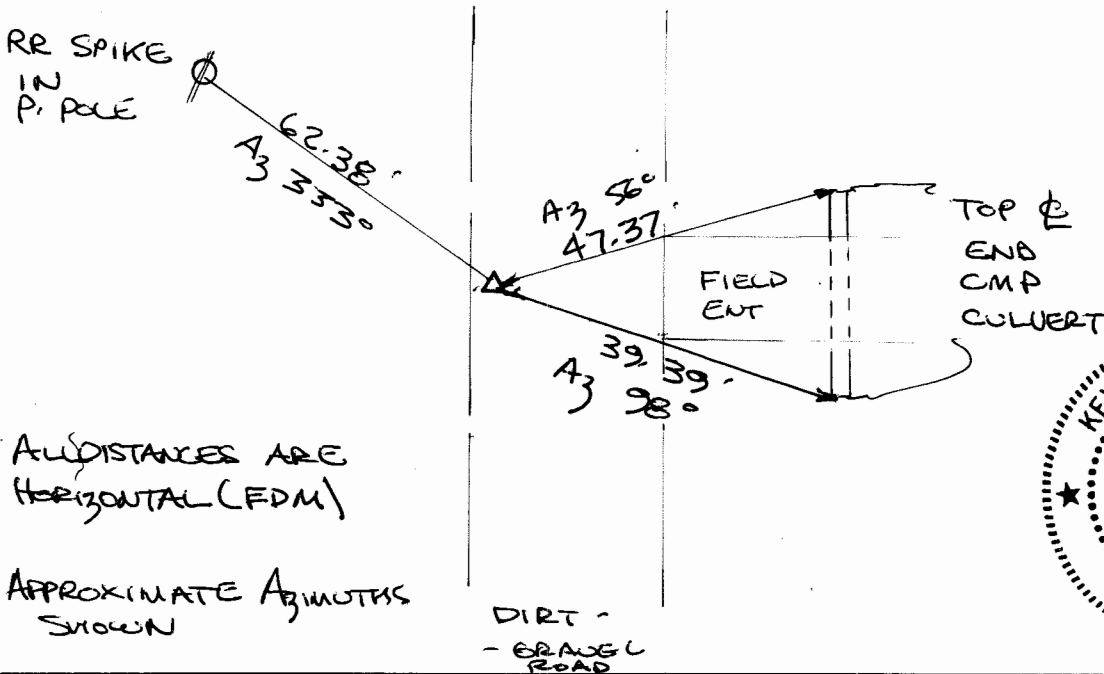 RR SPIKE
IN
P. POLE
62.38
Az 333°
Az 56°
47.37
TOP ℄
END
CMP
CULVERT
FIELD
ENT
39.39
Az 98°
ALL DISTANCES ARE
HORIZONTAL (EDM)
APPROXIMATE AZIMUTHS
SHOWN
DIRT -
- GRAVEL
ROAD